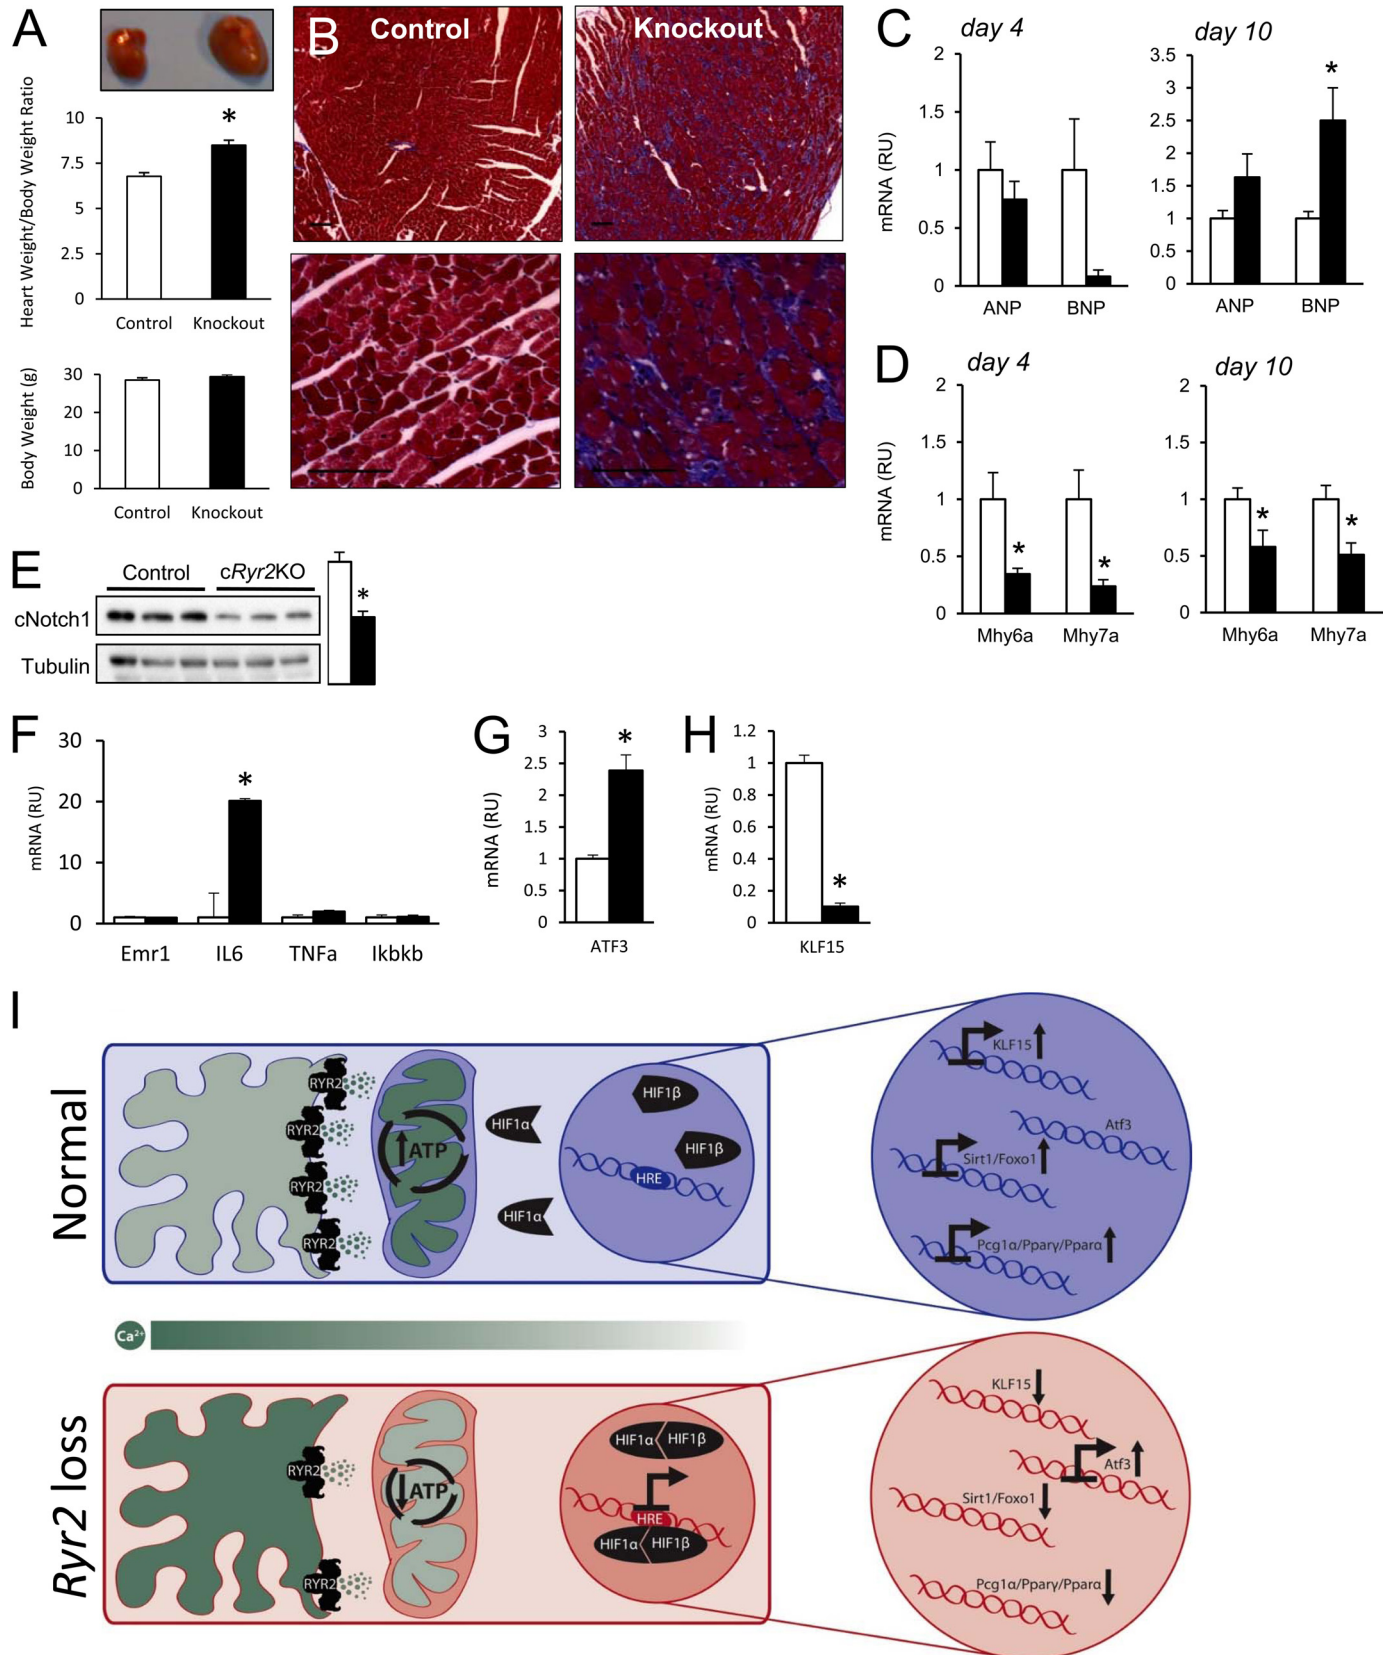 A
Heart Weight/Body Weight Ratio
10
7.5
5
2.5
0
Control Knockout
Body Weight (g)
30
20
10
0
Control Knockout
B
Control
Knockout
C
day 4
mRNA (RU)
2
1.5
1
0.5
0
ANP BNP
day 10
3.5
3
2.5
2
1.5
1
0.5
0
*
ANP BNP
D
day 4
mRNA (RU)
2
1.5
1
0.5
0
* *
Mhy6a Mhy7a
day 10
2
1.5
1
0.5
0
* *
Mhy6a Mhy7a
E
Control cRyr2KO
cNotch1
Tubulin
*
F
mRNA (RU)
30
20
10
0
*
Emr1 IL6 TNFa Ikbkb
G
mRNA (RU)
3
2.5
2
1.5
1
0.5
0
*
ATF3
H
mRNA (RU)
1.2
1
0.8
0.6
0.4
0.2
0
*
KLF15
I
Normal
RYR2
RYR2
RYR2
RYR2
ATP
HIF1α
HIF1α
HIF1β
HIF1β
HRE
KLF15
Atf3
Sirt1/Foxo1
Pcg1α/Pparγ/Pparα
Ca²⁺
Ryr2 loss
RYR2
RYR2
ATP
HIF1α HIF1β
HRE
HIF1α HIF1β
KLF15
Atf3
Sirt1/Foxo1
Pcg1α/Pparγ/Pparα